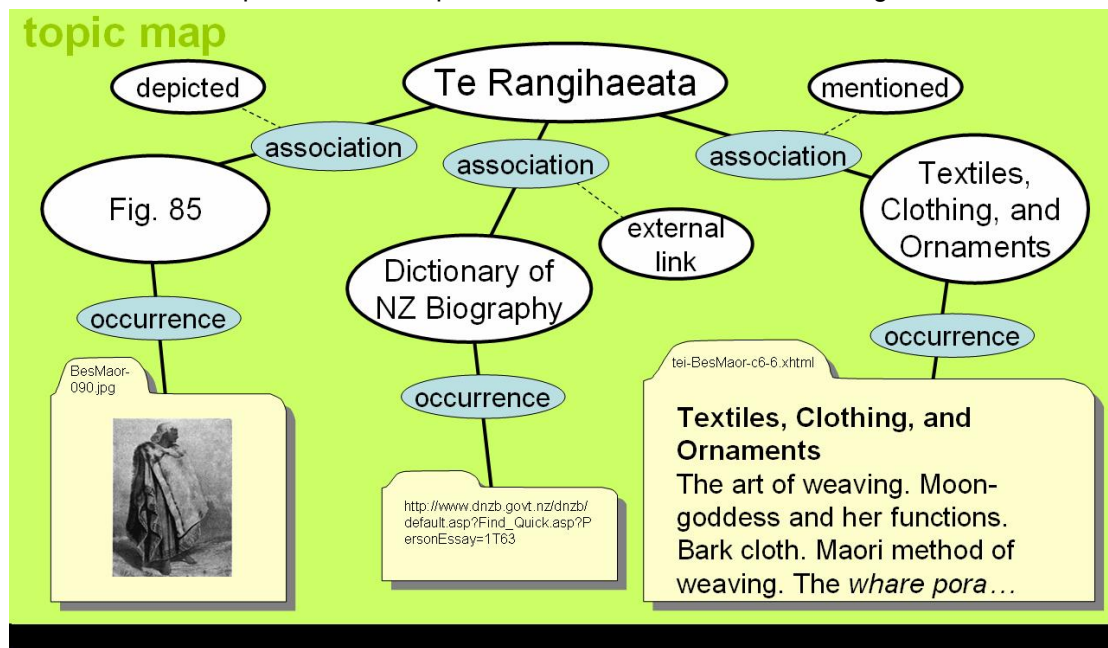 topic map
depicted
Te Rangihaeata
mentioned
association
association
association
Fig. 85
Textiles,
Clothing, and
Ornaments
external
link
Dictionary of
NZ Biography
occurrence
occurrence
occurrence
BesMaor-
090.jpg
http://www.dnzb.govt.nz/dnzb/
default.asp?Find_Quick.asp?P
ersonEssay=1T63
tei-BesMaor-c6-6.xhtml
Textiles, Clothing, and
Ornaments
The art of weaving. Moon-
goddess and her functions.
Bark cloth. Maori method of
weaving. The whare pora…